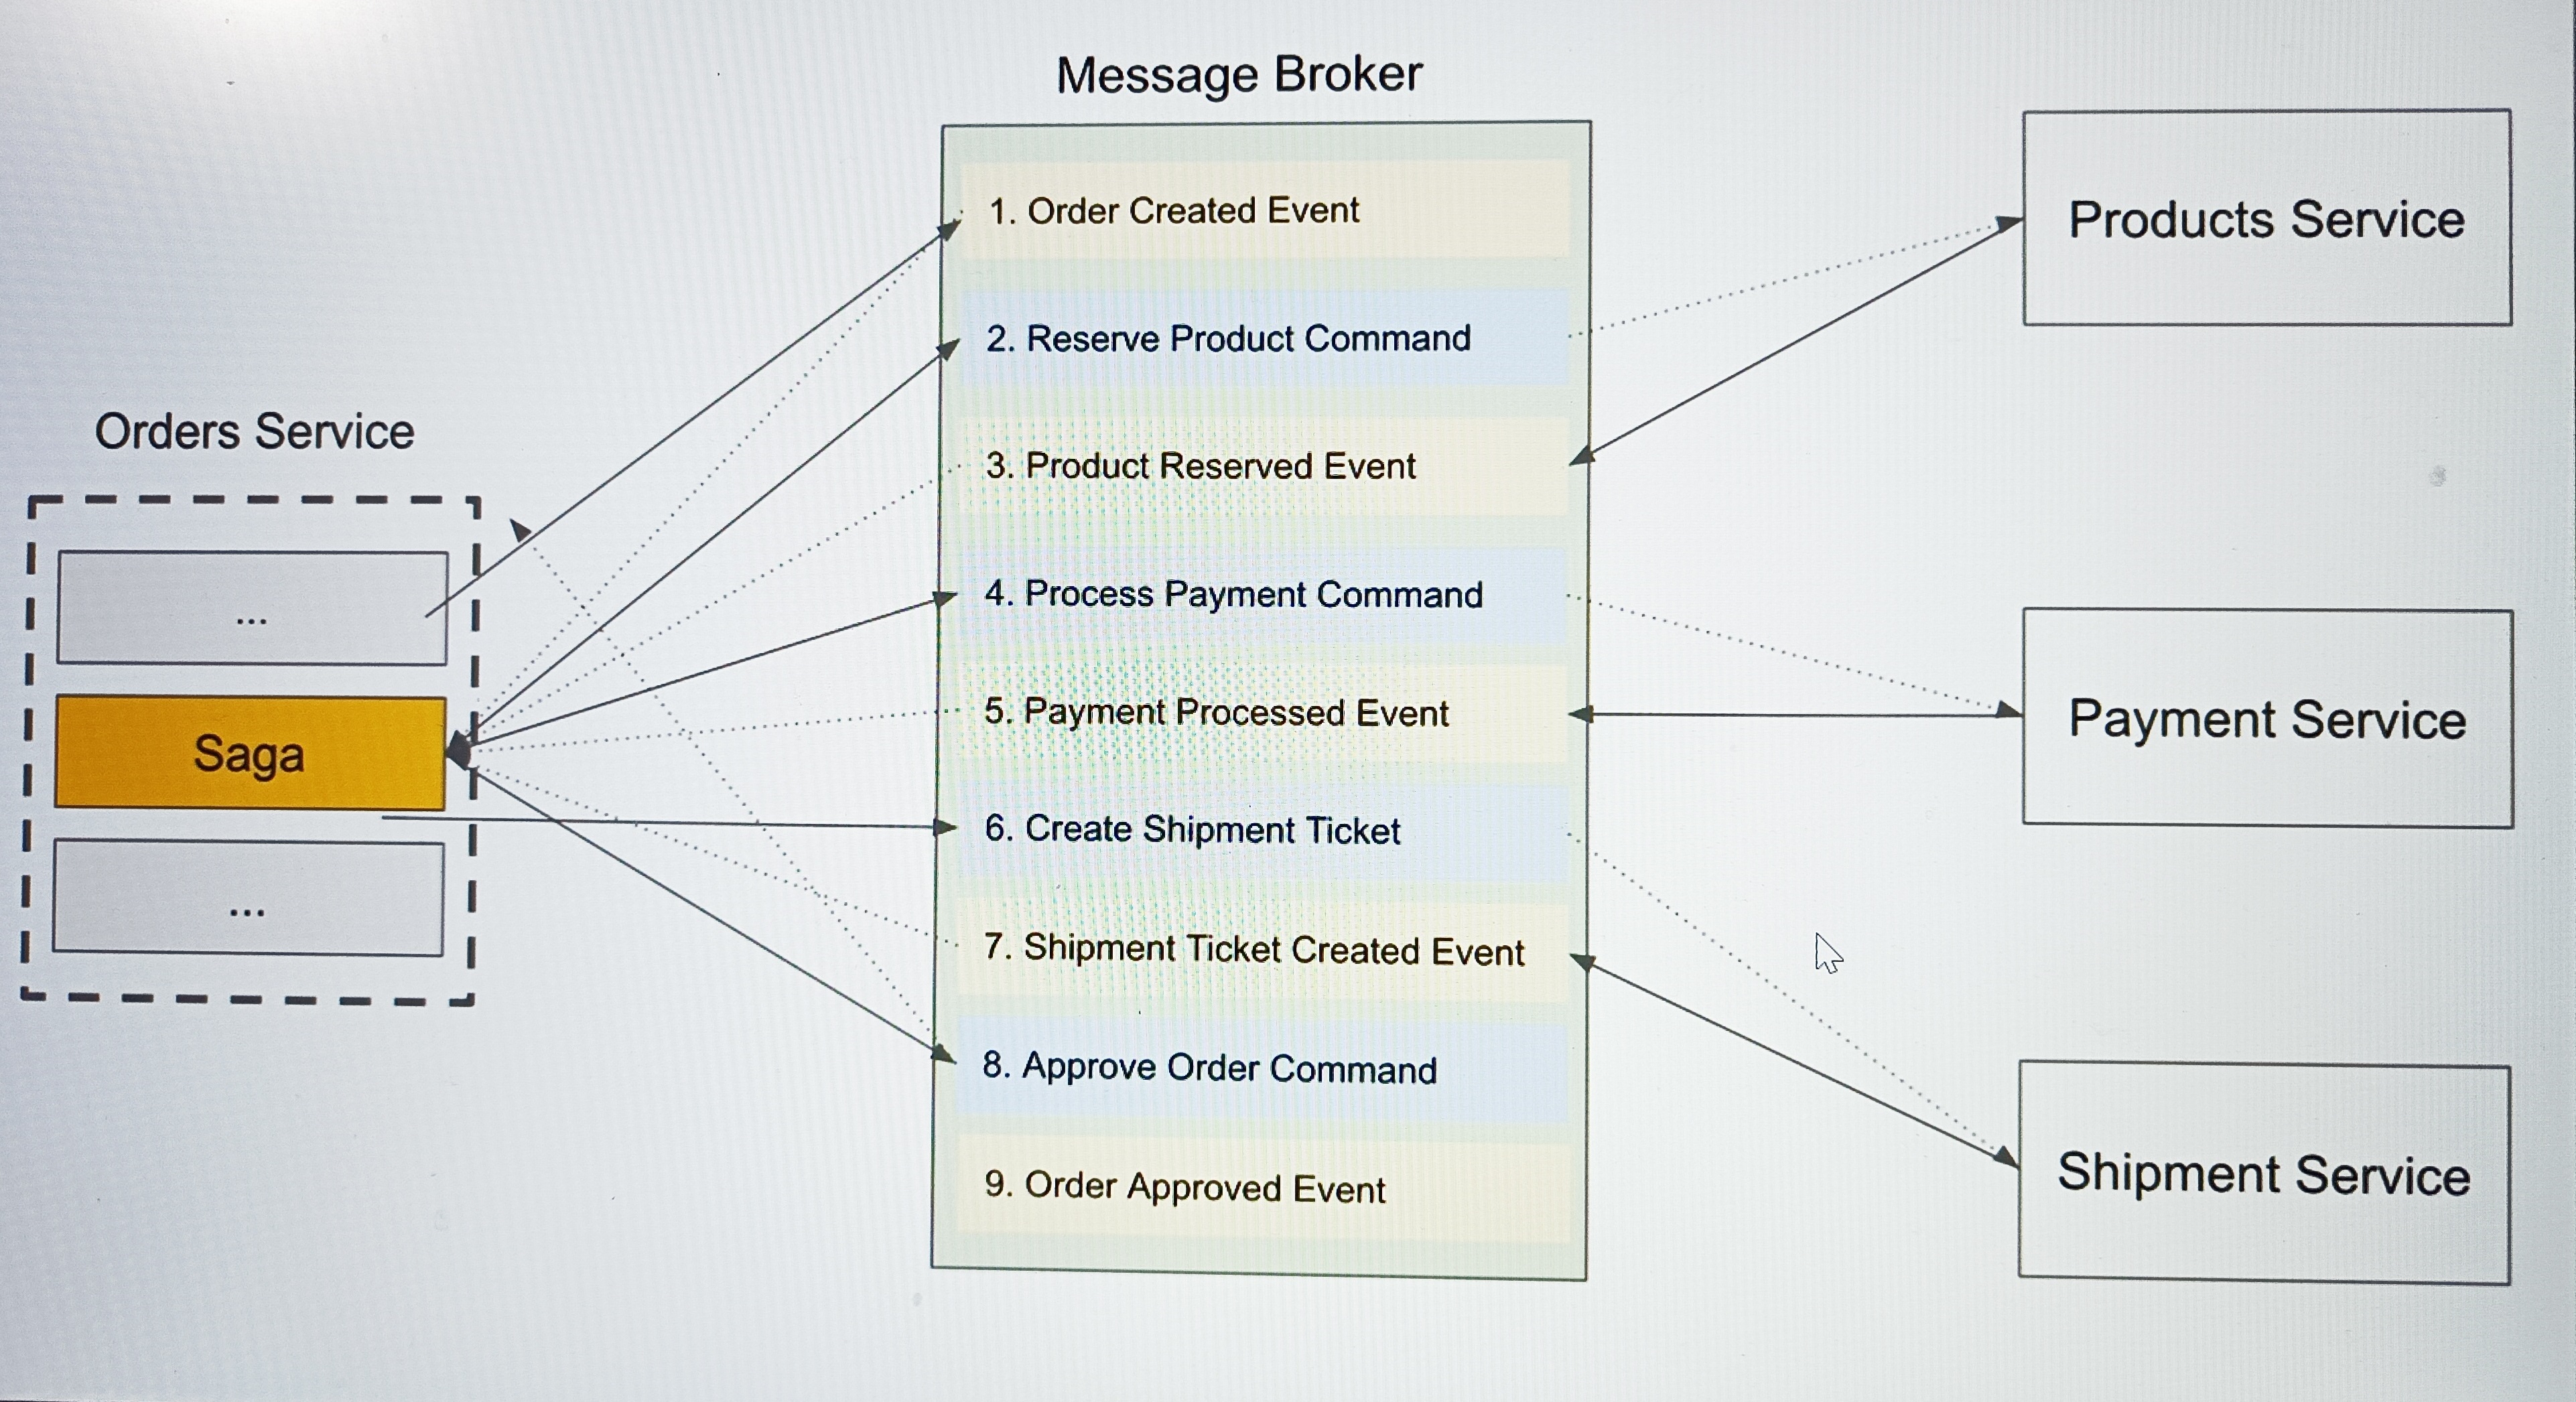 Message Broker
Orders Service
...
Saga
...
1. Order Created Event
2. Reserve Product Command
3. Product Reserved Event
4. Process Payment Command
5. Payment Processed Event
6. Create Shipment Ticket
7. Shipment Ticket Created Event
8. Approve Order Command
9. Order Approved Event
Products Service
Payment Service
Shipment Service